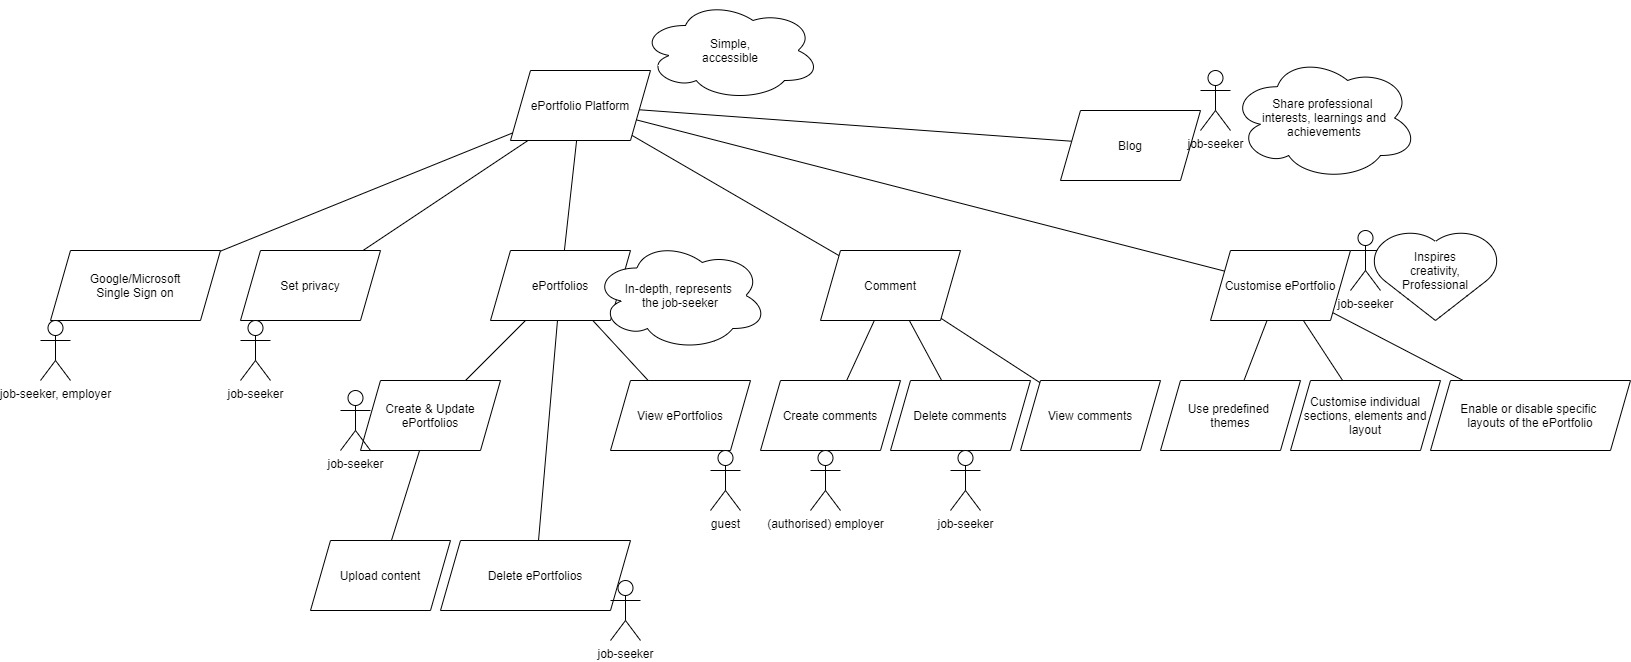 Simple,
accessible
ePortfolio Platform
Share professional
interests, learnings and
achievements
job-seeker
Blog
Google/Microsoft
Single Sign on
Set privacy
ePortfolios
In-depth, represents
the job-seeker
Comment
Customise ePortfolio
job-seeker
Inspires
creativity,
Professional
job-seeker, employer
job-seeker
Create & Update
ePortfolios
job-seeker
View ePortfolios
guest
Create comments
(authorised) employer
Delete comments
job-seeker
View comments
Use predefined
themes
Customise individual
sections, elements and
layout
Enable or disable specific
layouts of the ePortfolio
Upload content
Delete ePortfolios
job-seeker